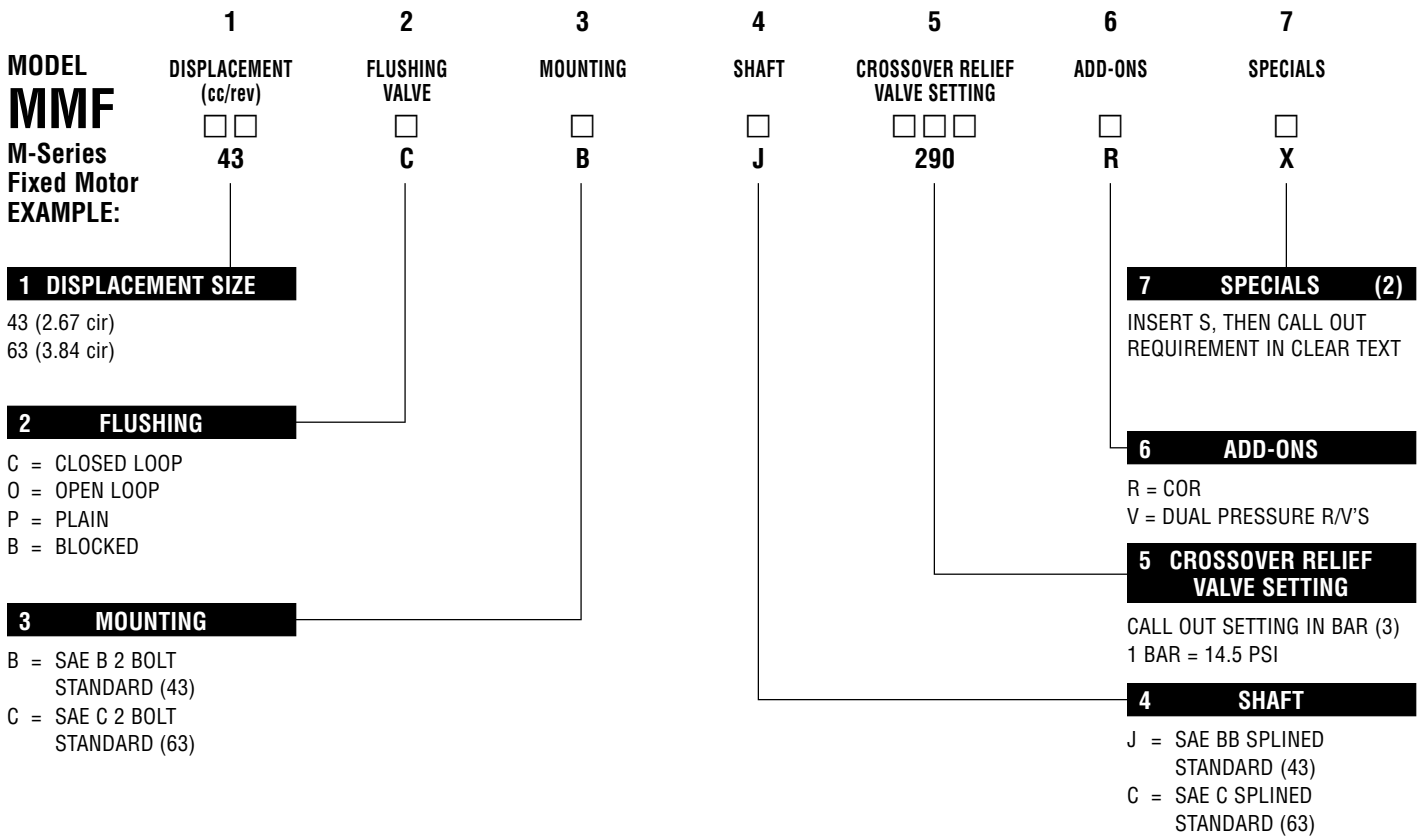 1 2 3 4 5 6 7
MODEL
MMF
M-Series
Fixed Motor
EXAMPLE:
DISPLACEMENT
(cc/rev)
43
FLUSHING
VALVE
C
MOUNTING
B
SHAFT
J
CROSSOVER RELIEF
VALVE SETTING
290
ADD-ONS
R
SPECIALS
X
1 DISPLACEMENT SIZE
43 (2.67 cir)
63 (3.84 cir)
2 FLUSHING
C = CLOSED LOOP
O = OPEN LOOP
P = PLAIN
B = BLOCKED
3 MOUNTING
B = SAE B 2 BOLT
STANDARD (43)
C = SAE C 2 BOLT
STANDARD (63)
7 SPECIALS (2)
INSERT S, THEN CALL OUT
REQUIREMENT IN CLEAR TEXT
6 ADD-ONS
R = COR
V = DUAL PRESSURE R/V'S
5 CROSSOVER RELIEF
VALVE SETTING
CALL OUT SETTING IN BAR (3)
1 BAR = 14.5 PSI
4 SHAFT
J = SAE BB SPLINED
STANDARD (43)
C = SAE C SPLINED
STANDARD (63)